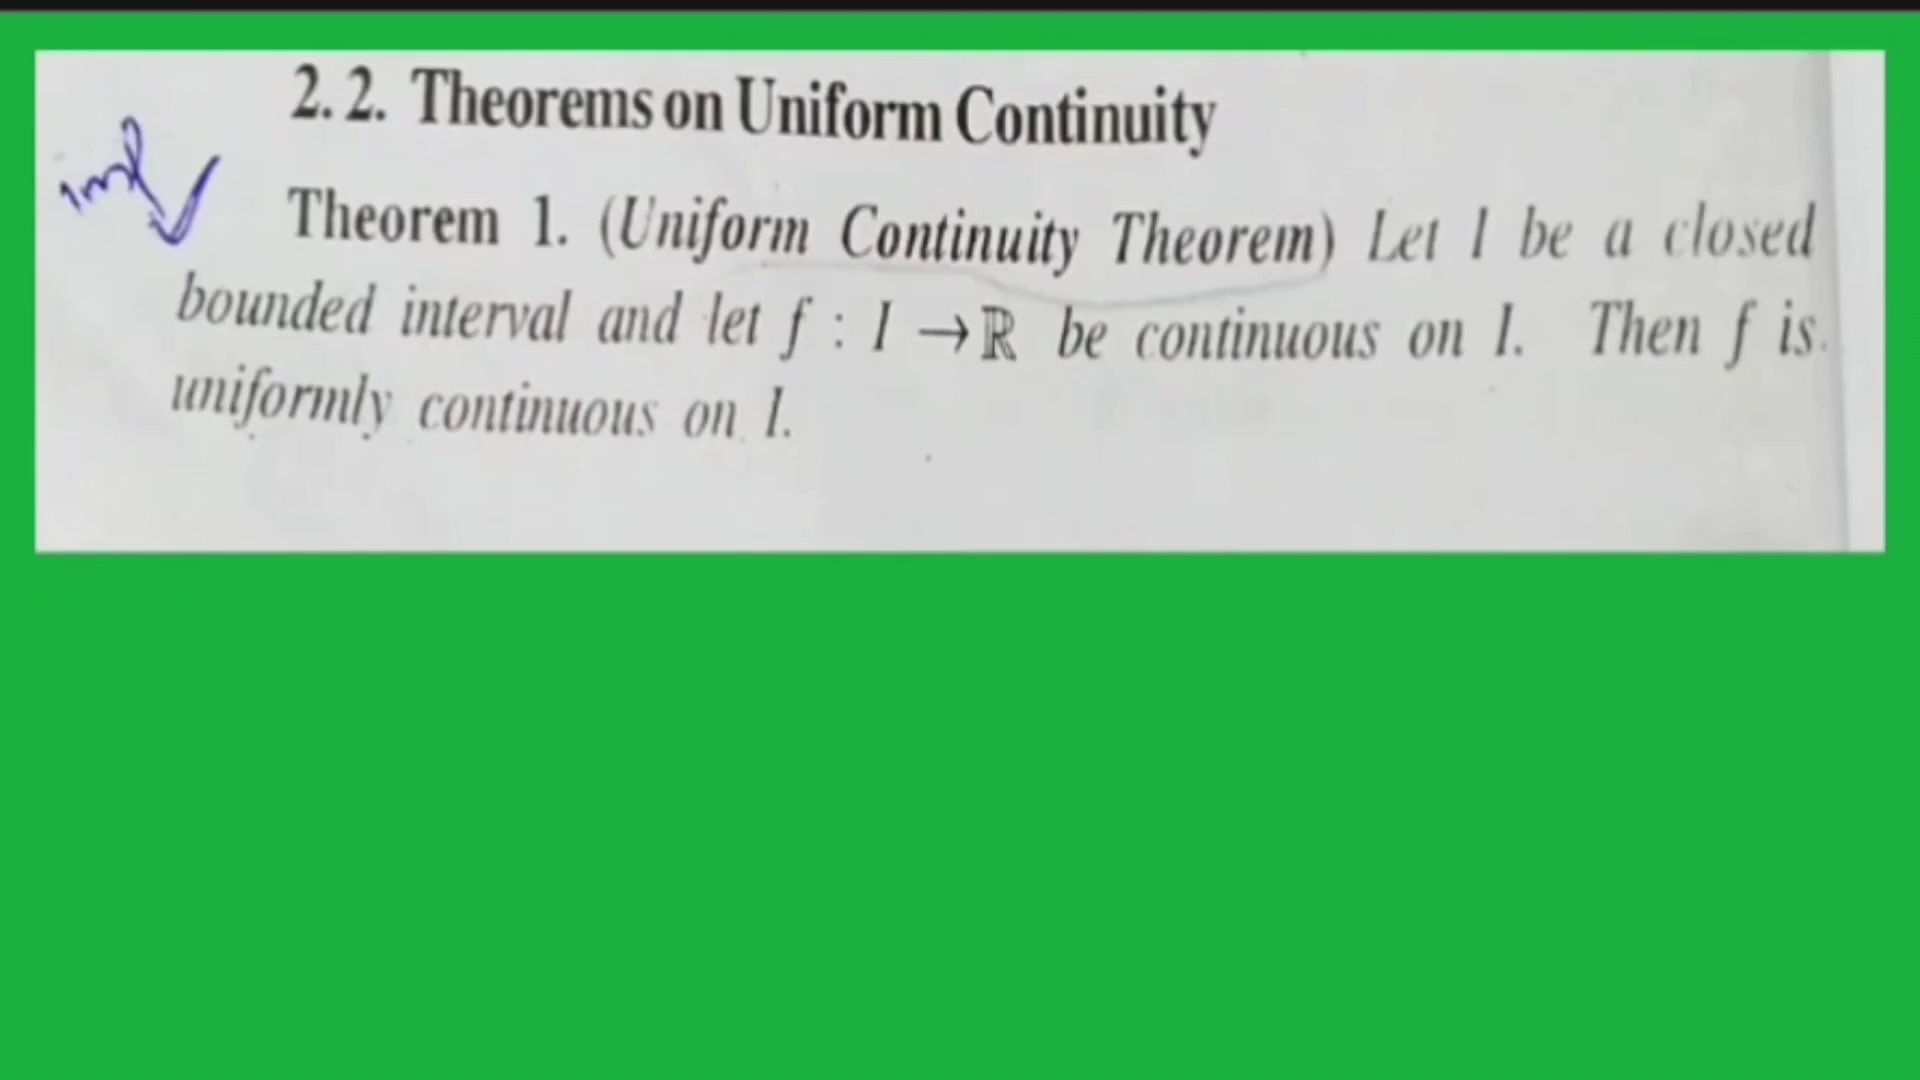 2.2. Theorems on Uniform Continuity
imp
Theorem 1. (Uniform Continuity Theorem) Let I be a closed
bounded interval and let f : I → ℝ be continuous on I. Then f is
uniformly continuous on I.